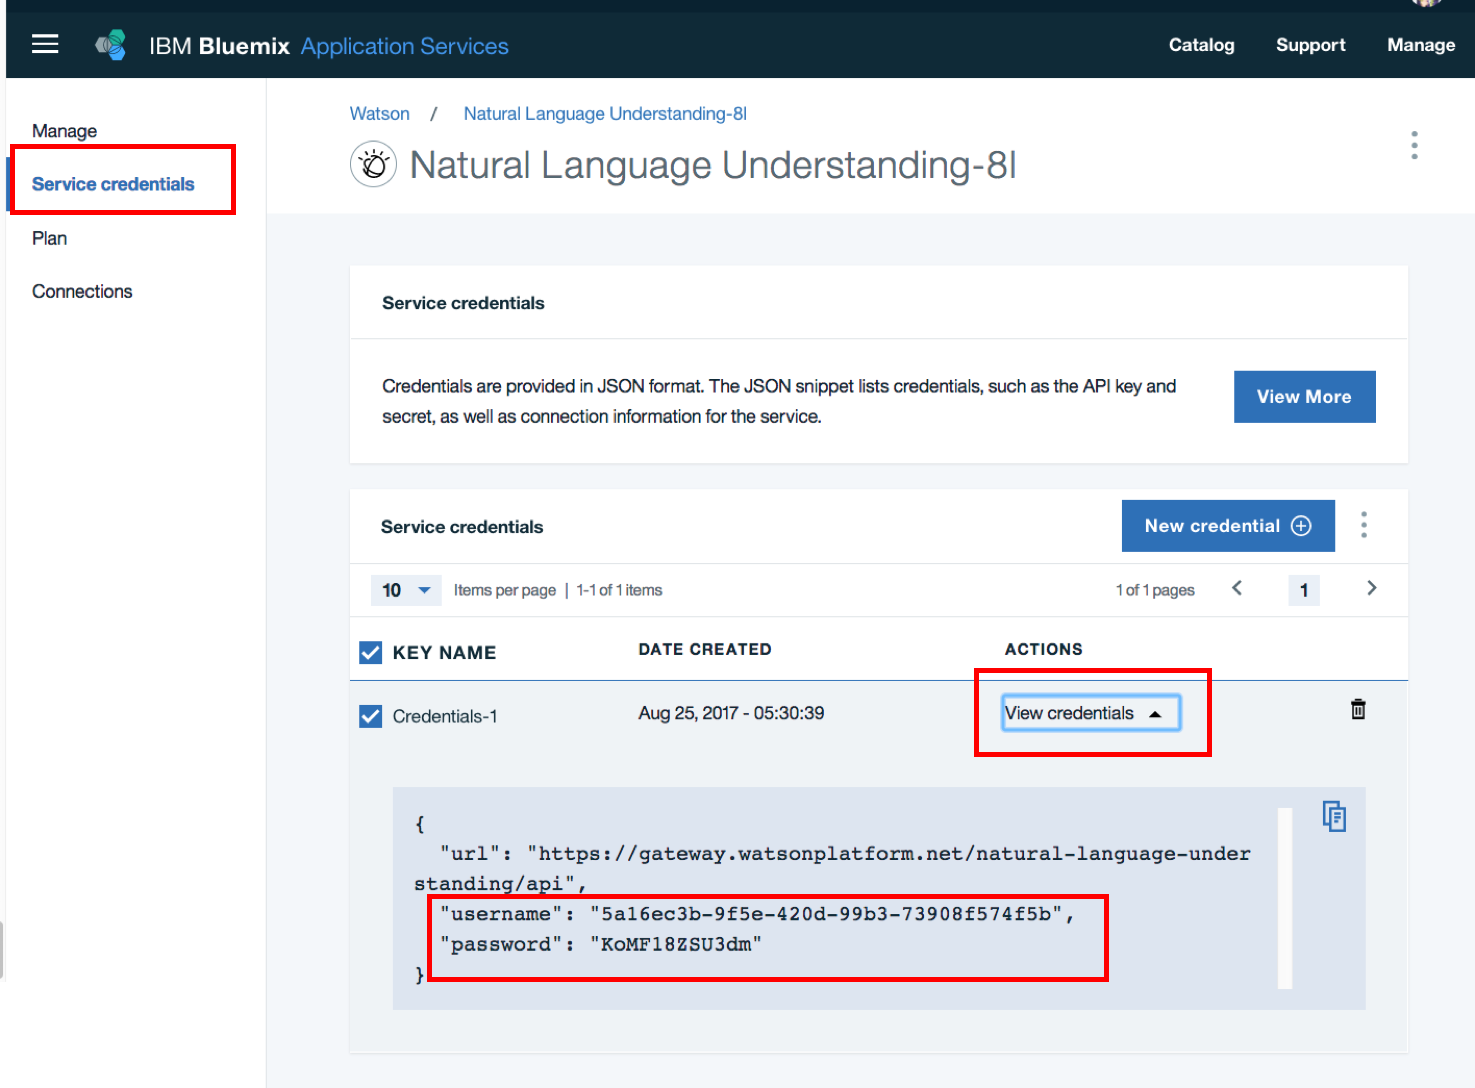 IBM Bluemix Application Services
Catalog
Support
Manage
Manage
Service credentials
Plan
Connections
Watson / Natural Language Understanding-8l
Natural Language Understanding-8l
Service credentials
Credentials are provided in JSON format. The JSON snippet lists credentials, such as the API key and
secret, as well as connection information for the service.
View More
Service credentials
New credential
10 Items per page | 1-1 of 1 items
1 of 1 pages
1
KEY NAME
DATE CREATED
ACTIONS
Credentials-1
Aug 25, 2017 - 05:30:39
View credentials
{
"url": "https://gateway.watsonplatform.net/natural-language-under
standing/api",
"username": "5a16ec3b-9f5e-420d-99b3-73908f574f5b",
"password": "KoMF18ZSU3dm"
}